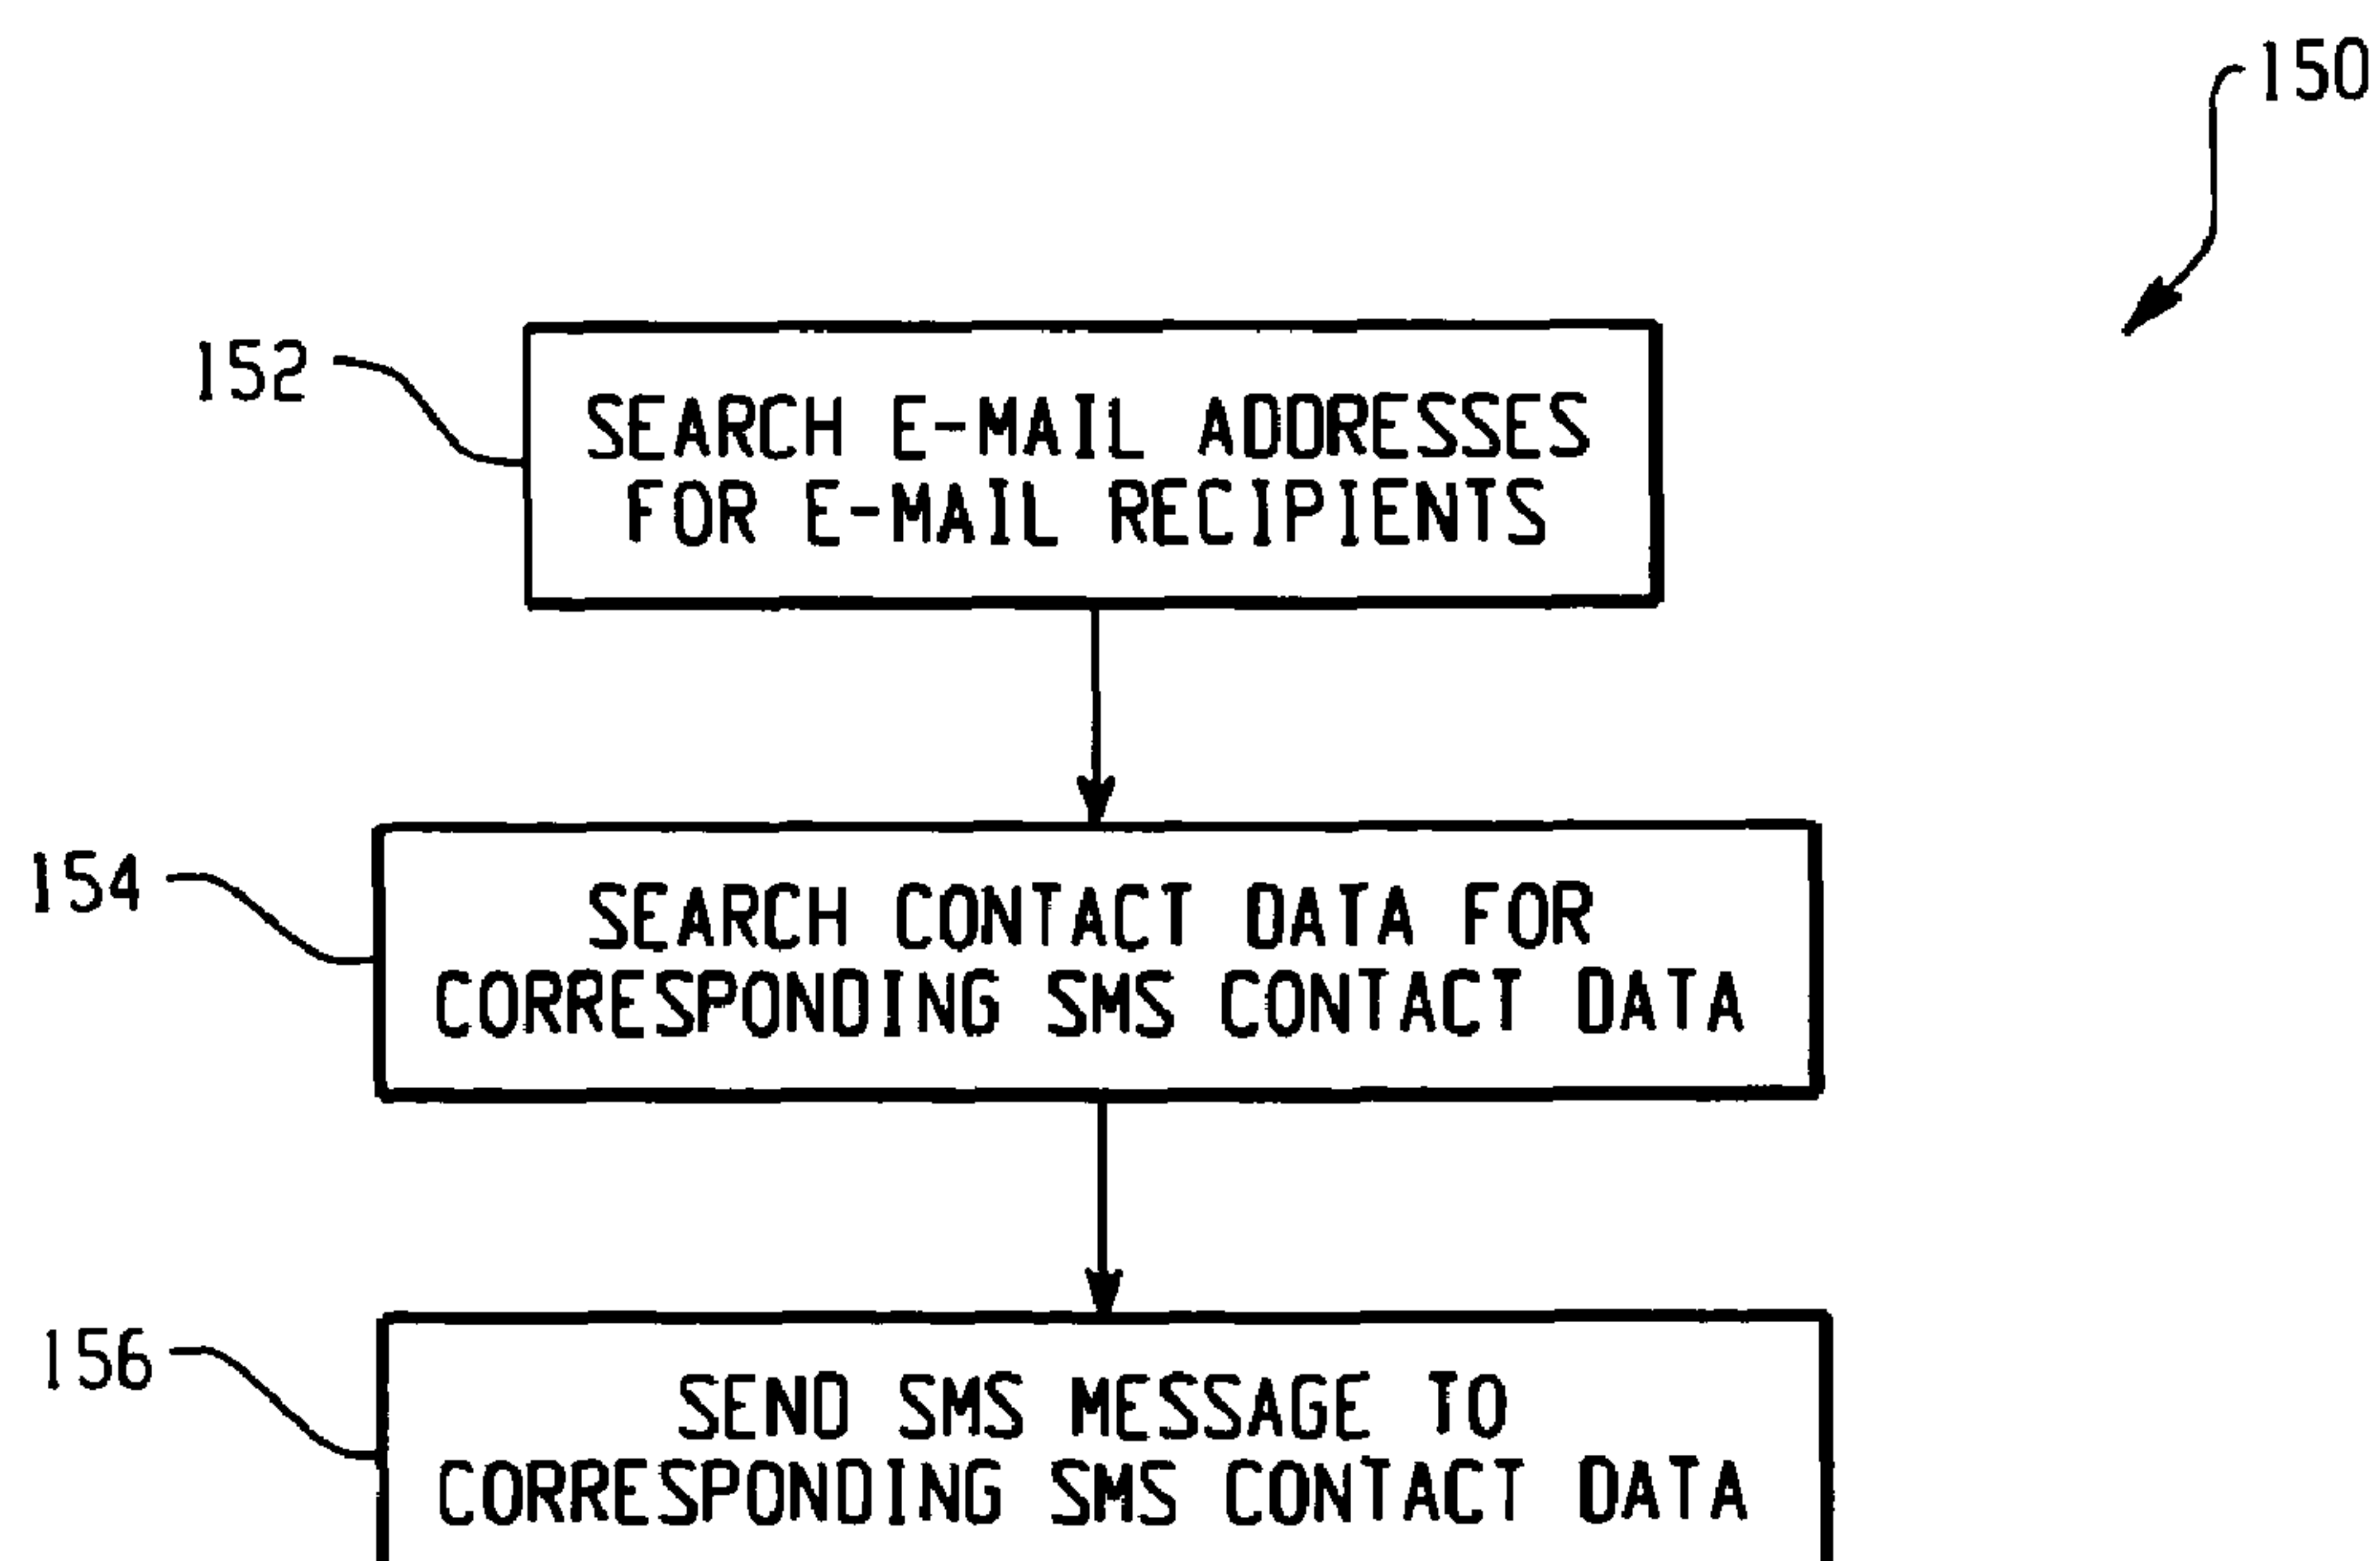 150
152
SEARCH E-MAIL ADDRESSES
FOR E-MAIL RECIPIENTS
154
SEARCH CONTACT DATA FOR
CORRESPONDING SMS CONTACT DATA
156
SEND SMS MESSAGE TO
CORRESPONDING SMS CONTACT DATA